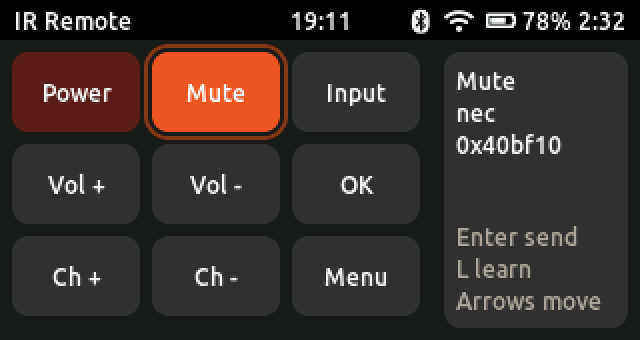 IR Remote 19:11 78% 2:32
Power Mute Input
Vol + Vol - OK
Ch + Ch - Menu
Mute
nec
0x40bf10
Enter send
L learn
Arrows move